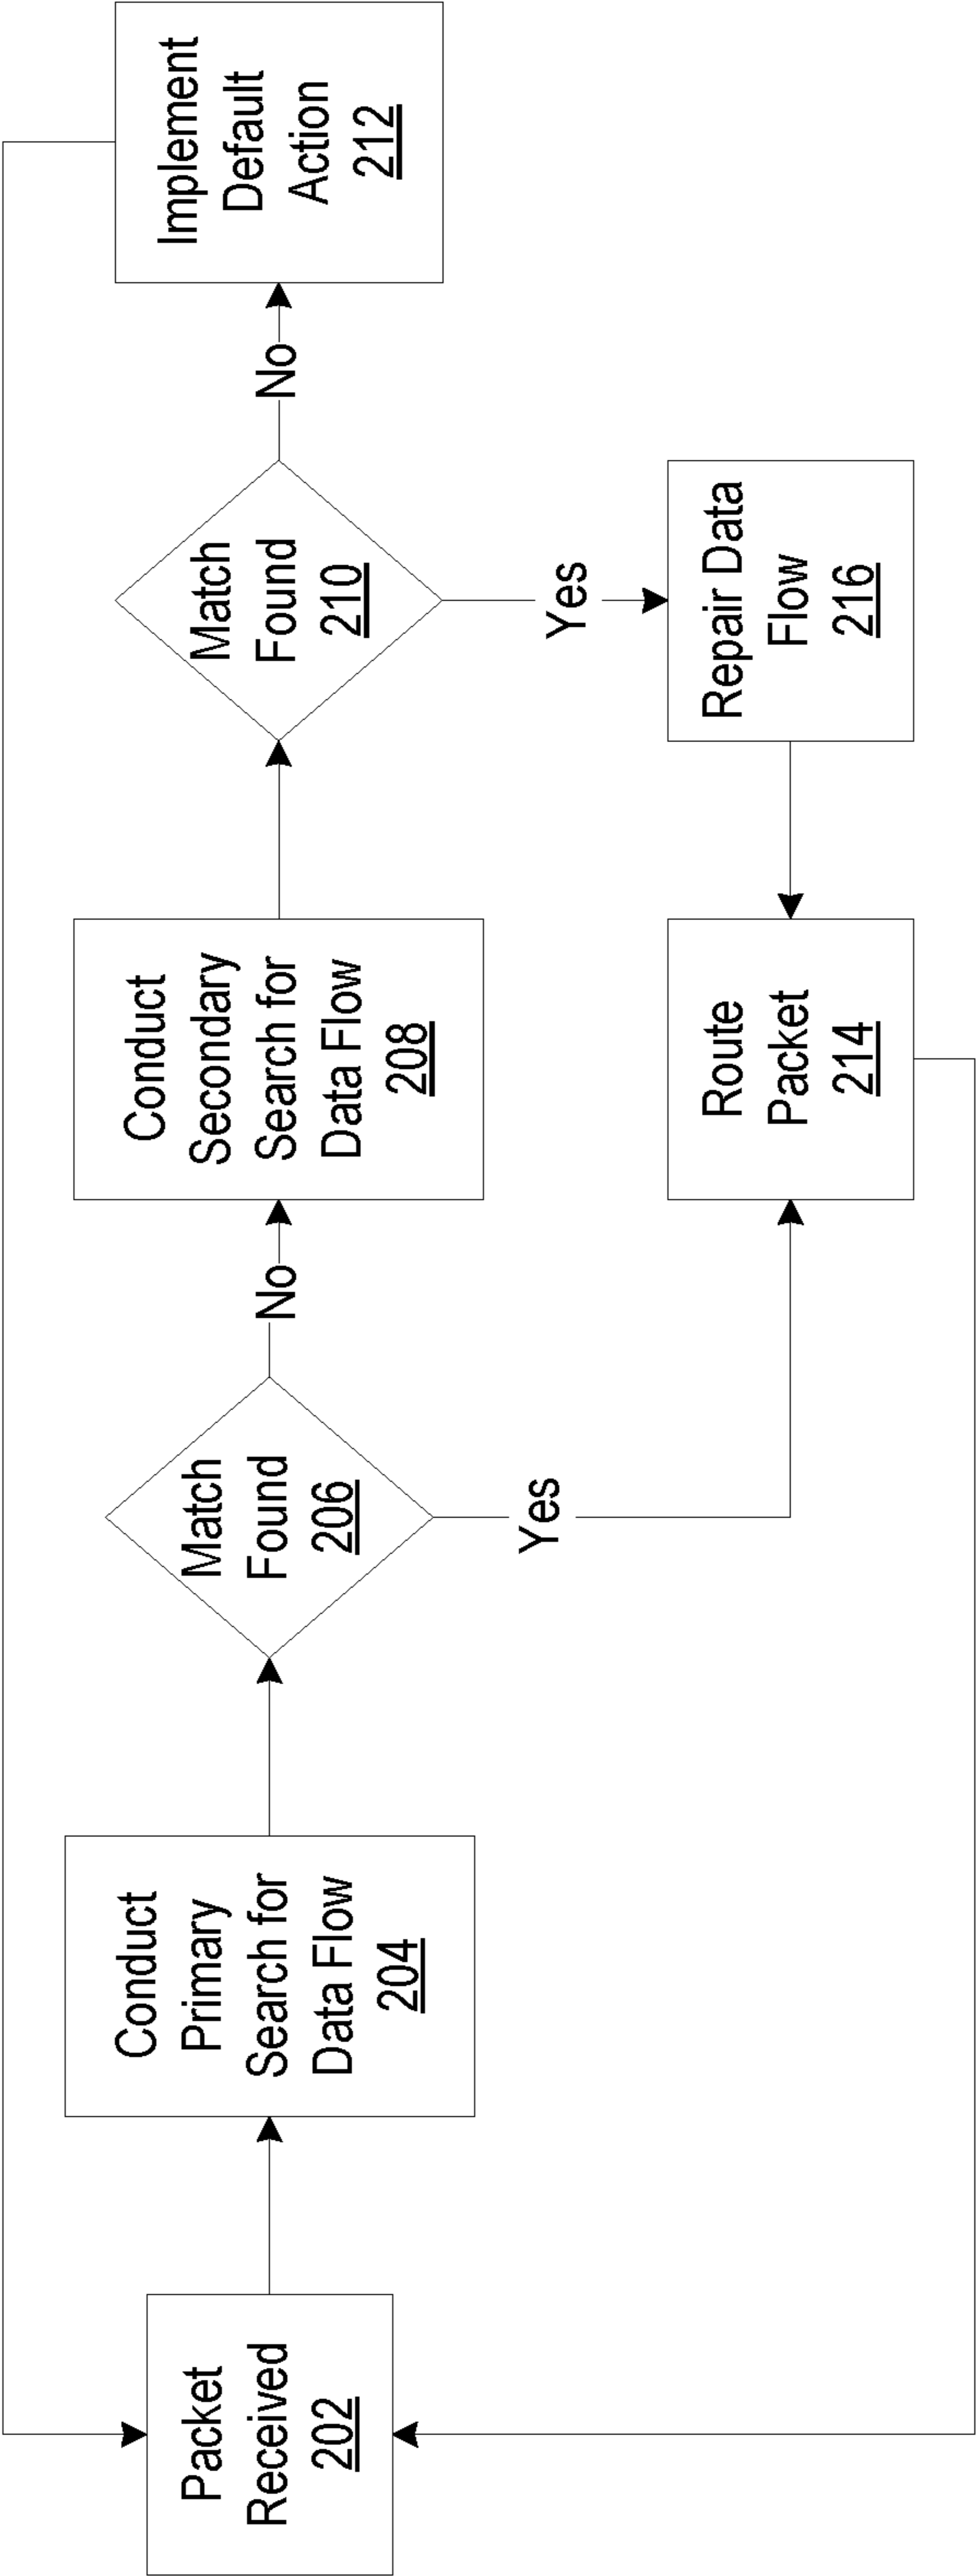 Packet
Received
202
Conduct
Primary
Search for
Data Flow
204
Match
Found
206
No
Yes
Conduct
Secondary
Search for
Data Flow
208
Match
Found
210
No
Yes
Implement
Default
Action
212
Route
Packet
214
Repair Data
Flow
216